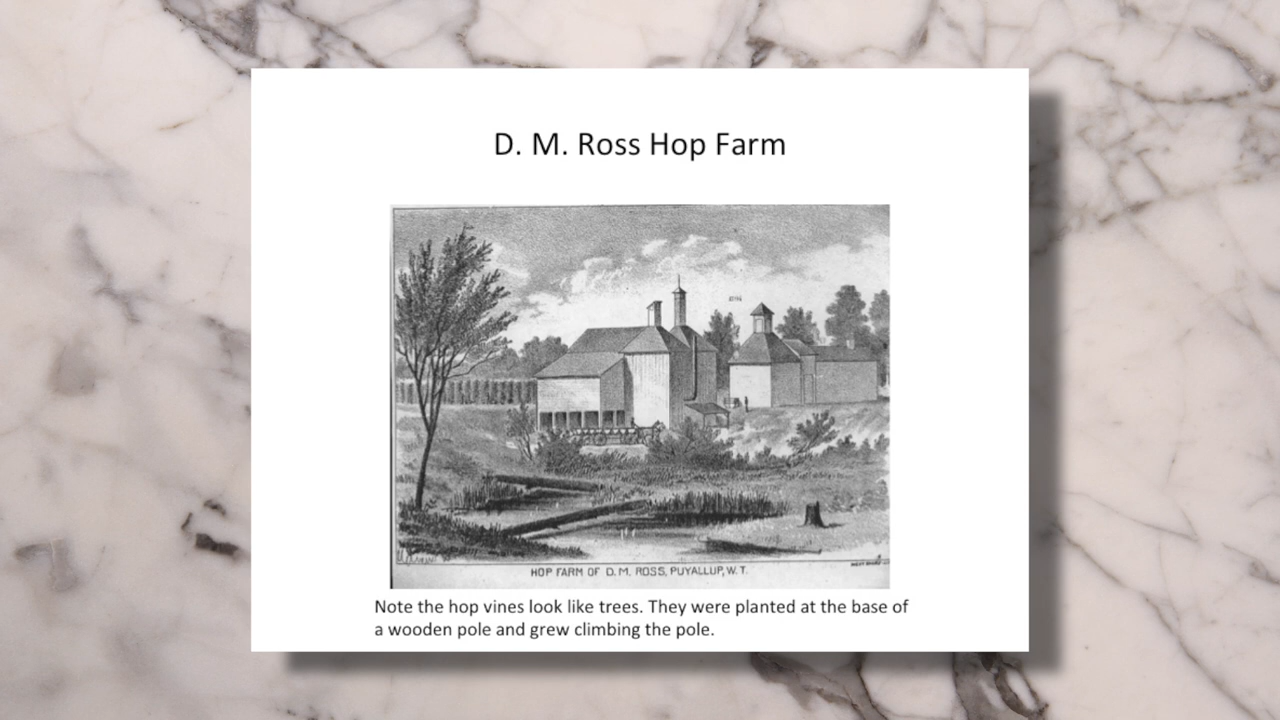 D. M. Ross Hop Farm
HOP FARM OF D. M. ROSS, PUYALLUP, W. T.
Note the hop vines look like trees. They were planted at the base of
a wooden pole and grew climbing the pole.